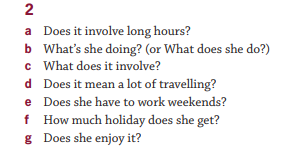 2
a Does it involve long hours?
b What's she doing? (or What does she do?)
c What does it involve?
d Does it mean a lot of travelling?
e Does she have to work weekends?
f How much holiday does she get?
g Does she enjoy it?